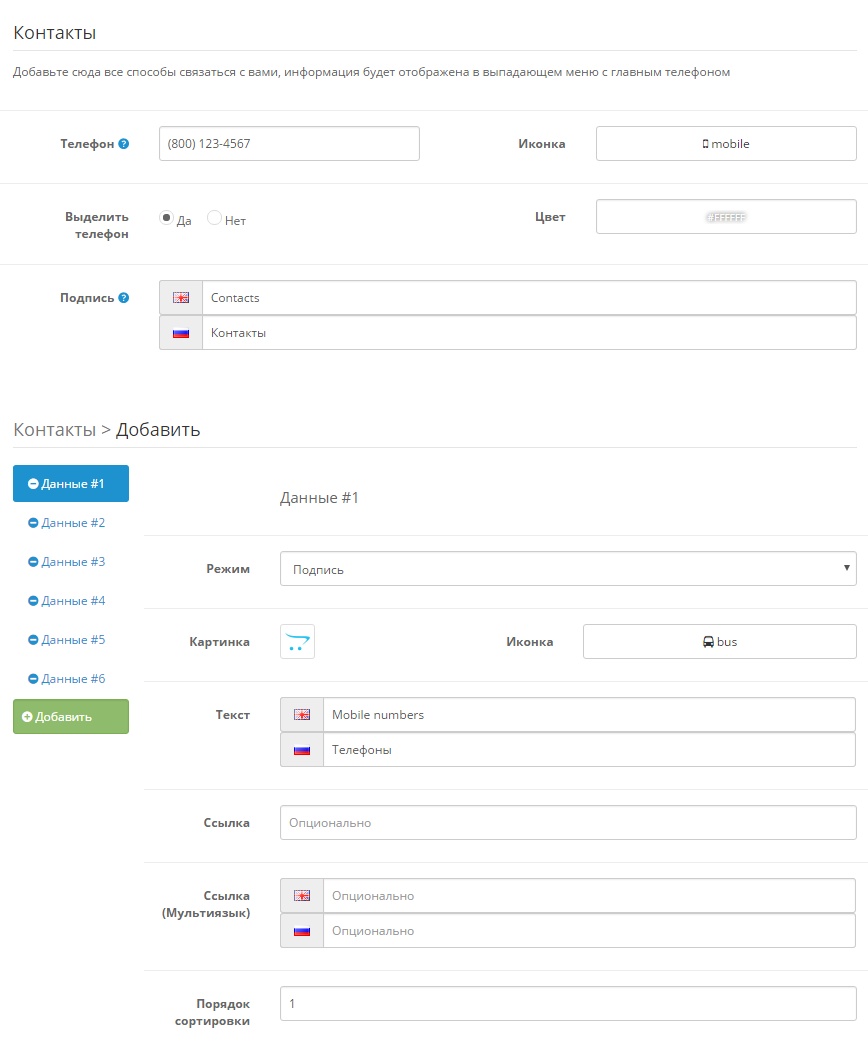 Контакты
Добавьте сюда все способы связаться с вами, информация будет отображена в выпадающем меню с главным телефоном
Телефон ?
(800) 123-4567
Иконка
mobile
Выделить
телефон
Да
Нет
Цвет
#FFFFFF
Подпись ?
Contacts
Контакты
Контакты > Добавить
Данные #1
Данные #2
Данные #3
Данные #4
Данные #5
Данные #6
Добавить
Данные #1
Режим
Подпись
Картинка
Иконка
bus
Текст
Mobile numbers
Телефоны
Ссылка
Опционально
Ссылка
(Мультиязык)
Опционально
Опционально
Порядок
сортировки
1